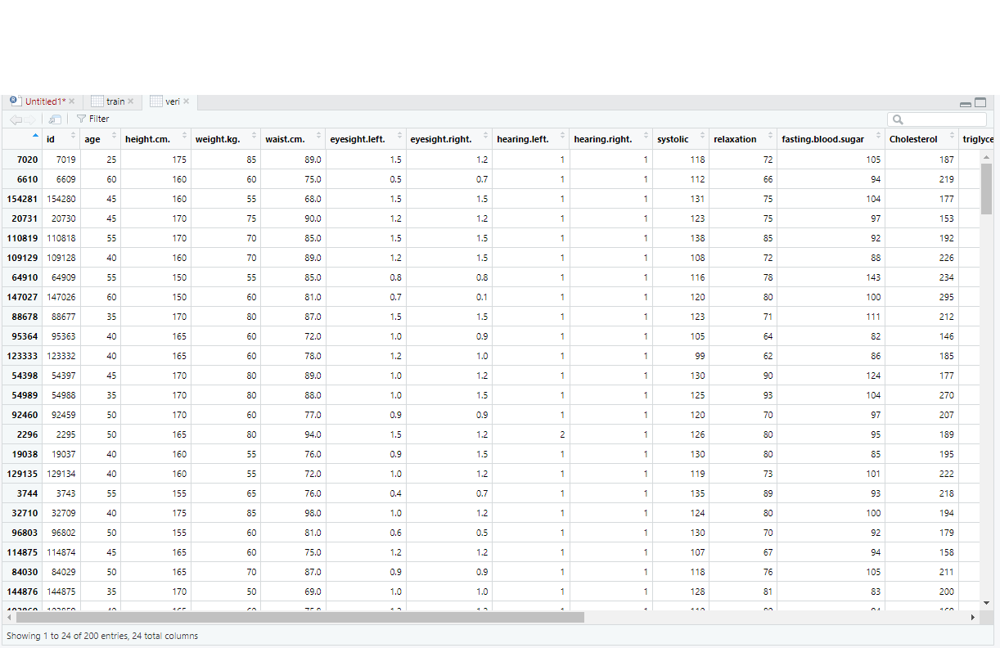 Untitled1* train veri
Filter
id age height.cm. weight.kg. waist.cm. eyesight.left. eyesight.right. hearing.left. hearing.right. systolic relaxation fasting.blood.sugar Cholesterol triglyce
7020 7019 25 175 85 89.0 1.5 1.2 1 1 118 72 105 187
6610 6609 60 160 60 75.0 0.5 0.7 1 1 112 66 94 219
154281 154280 45 160 55 68.0 1.5 1.5 1 1 131 75 104 177
20731 20730 45 170 75 90.0 1.2 1.2 1 1 123 75 97 153
110819 110818 55 170 70 85.0 1.5 1.5 1 1 138 85 92 192
109129 109128 40 160 70 89.0 1.2 1.5 1 1 108 72 88 226
64910 64909 55 150 55 85.0 0.8 0.8 1 1 116 78 143 234
147027 147026 60 150 60 81.0 0.7 0.1 1 1 120 80 100 295
88678 88677 35 170 80 87.0 1.5 1.5 1 1 123 71 111 212
95364 95363 40 165 60 72.0 1.0 0.9 1 1 105 64 82 146
123333 123332 40 165 60 78.0 1.2 1.0 1 1 99 62 86 185
54398 54397 45 170 80 89.0 1.0 1.2 1 1 130 90 124 177
54989 54988 35 170 80 88.0 1.0 1.5 1 1 125 93 104 270
92460 92459 50 170 60 77.0 0.9 0.9 1 1 120 70 97 207
2296 2295 50 165 80 94.0 1.5 1.2 2 1 126 80 95 189
19038 19037 40 160 55 76.0 0.9 1.5 1 1 130 80 85 195
129135 129134 40 160 55 72.0 1.0 1.2 1 1 119 73 101 222
3744 3743 55 155 65 76.0 0.4 0.7 1 1 135 89 93 218
32710 32709 40 175 85 98.0 1.0 1.2 1 1 124 80 100 194
96803 96802 50 155 60 81.0 0.6 0.5 1 1 130 70 92 179
114875 114874 45 165 60 75.0 1.2 1.2 1 1 107 67 94 158
84030 84029 50 165 70 87.0 0.9 0.9 1 1 118 76 105 211
144876 144875 35 170 50 69.0 1.0 1.0 1 1 128 81 83 200
Showing 1 to 24 of 200 entries, 24 total columns